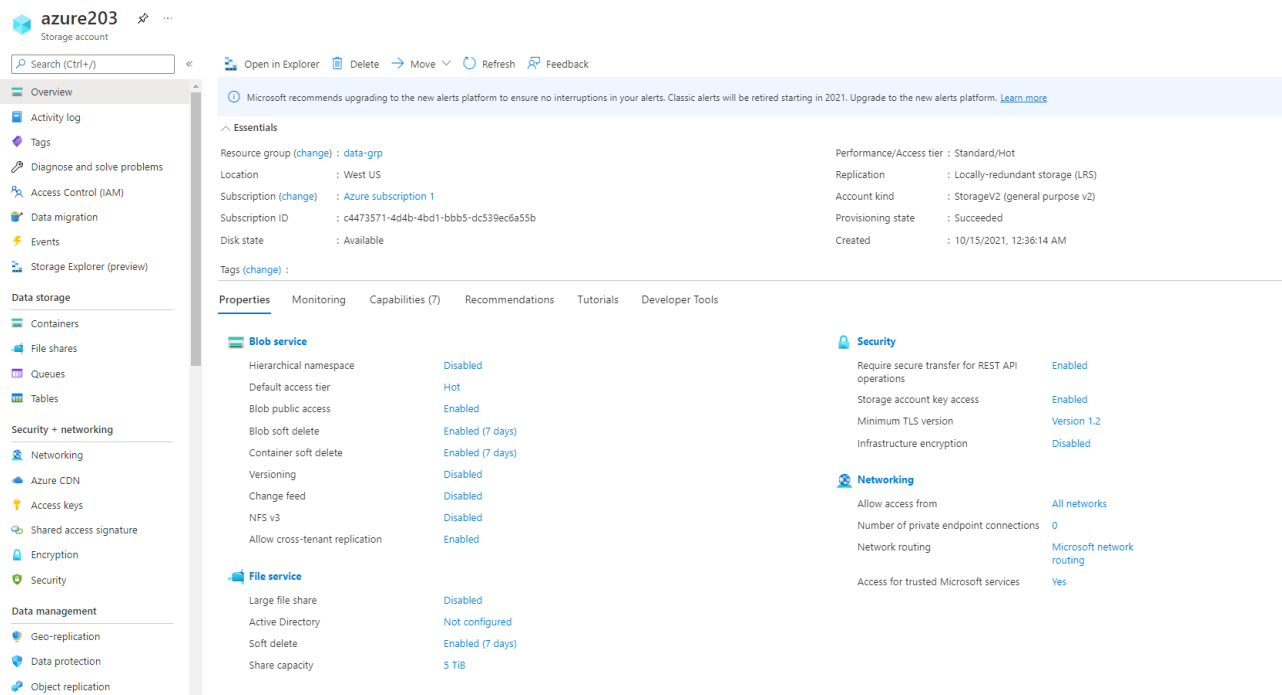 azure203
Storage account
Search (Ctrl+/)
Overview
Activity log
Tags
Diagnose and solve problems
Access Control (IAM)
Data migration
Events
Storage Explorer (preview)
Data storage
Containers
File shares
Queues
Tables
Security + networking
Networking
Azure CDN
Access keys
Shared access signature
Encryption
Security
Data management
Geo-replication
Data protection
Object replication
Open in Explorer Delete Move Refresh Feedback
Microsoft recommends upgrading to the new alerts platform to ensure no interruptions in your alerts. Classic alerts will be retired starting in 2021. Upgrade to the new alerts platform. Learn more
Essentials
Resource group (change) : data-grp
Location : West US
Subscription (change) : Azure subscription 1
Subscription ID : c4473571-4d4b-4bd1-bbb5-dc539ec6a55b
Disk state : Available
Performance/Access tier : Standard/Hot
Replication : Locally-redundant storage (LRS)
Account kind : StorageV2 (general purpose v2)
Provisioning state : Succeeded
Created : 10/15/2021, 12:36:14 AM
Tags (change) :
Properties Monitoring Capabilities (7) Recommendations Tutorials Developer Tools
Blob service
Hierarchical namespace Disabled
Default access tier Hot
Blob public access Enabled
Blob soft delete Enabled (7 days)
Container soft delete Enabled (7 days)
Versioning Disabled
Change feed Disabled
NFS v3 Disabled
Allow cross-tenant replication Enabled
File service
Large file share Disabled
Active Directory Not configured
Soft delete Enabled (7 days)
Share capacity 5 TiB
Security
Require secure transfer for REST API Enabled
operations
Storage account key access Enabled
Minimum TLS version Version 1.2
Infrastructure encryption Disabled
Networking
Allow access from All networks
Number of private endpoint connections 0
Network routing Microsoft network
routing
Access for trusted Microsoft services Yes